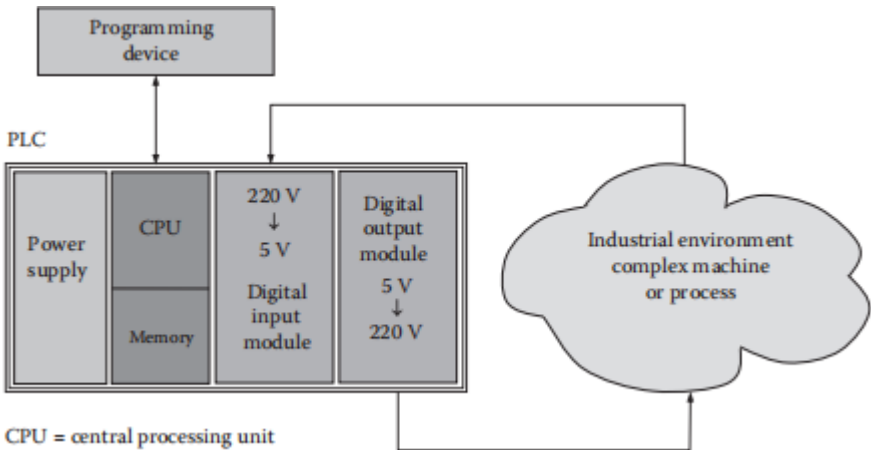 Programming
device
PLC
Power
supply
CPU
Memory
220 V
↓
5 V
Digital
input
module
Digital
output
module
5 V
↓
220 V
Industrial environment
complex machine
or process
CPU = central processing unit